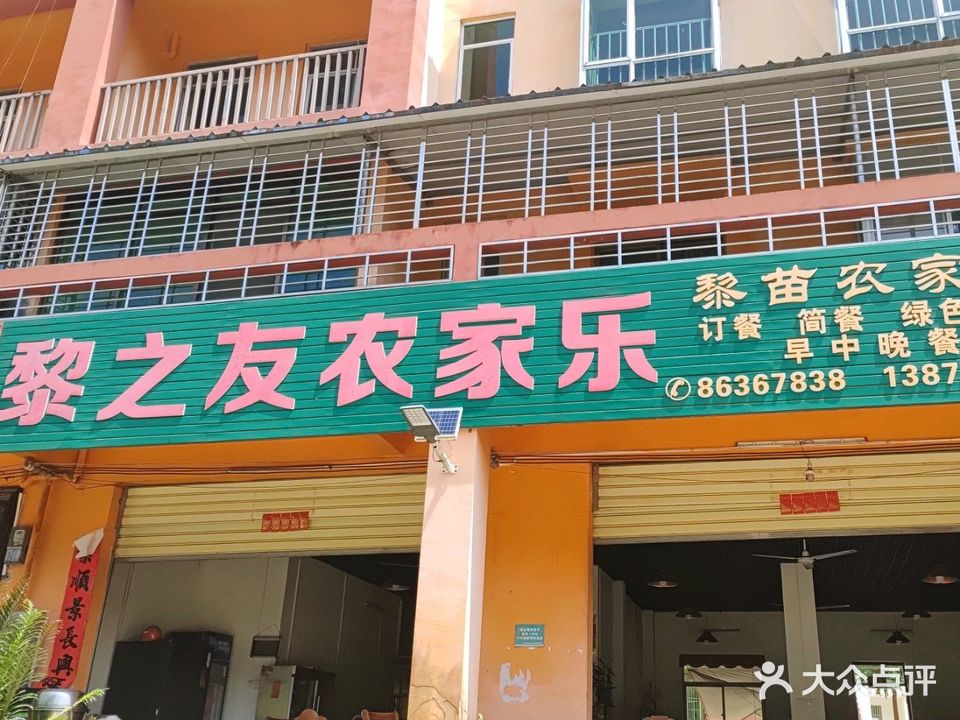 黎之友农家乐
黎苗农家
订餐 简餐 绿色
早中晚餐
86367838 1387
順景長興
大众点评